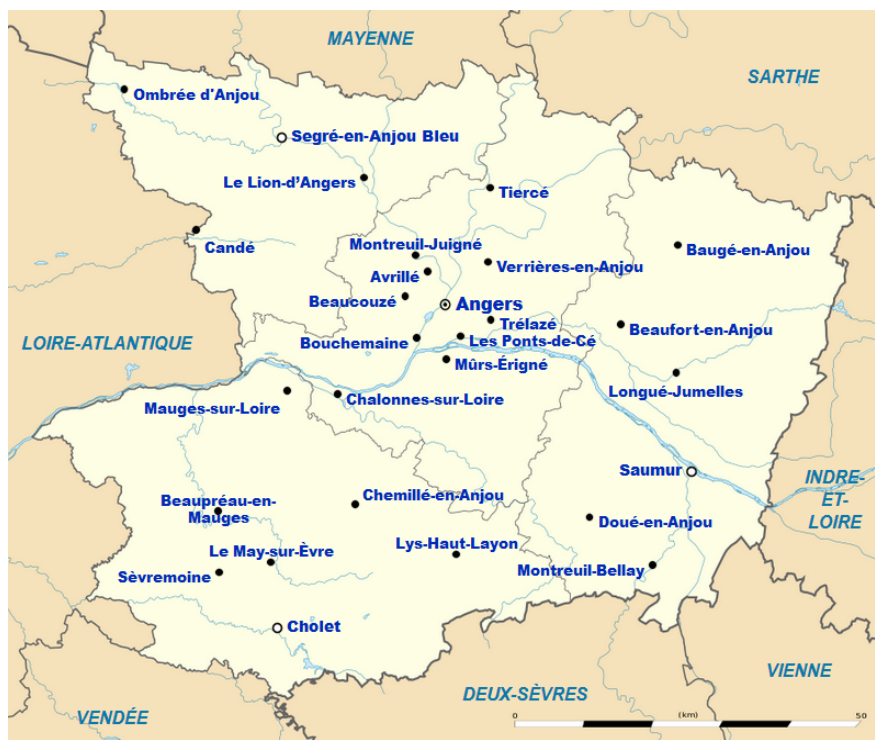 MAYENNE
SARTHE
Ombrée d'Anjou
Segré-en-Anjou Bleu
Le Lion-d’Angers
Tiercé
Candé
Montreuil-Juigné
Baugé-en-Anjou
Verrières-en-Anjou
Avrillé
Beaucouzé
Angers
Trélazé
Beaufort-en-Anjou
LOIRE-ATLANTIQUE
Bouchemaine
Les Ponts-de-Cé
Mûrs-Érigné
Mauges-sur-Loire
Chalonnes-sur-Loire
Longué-Jumelles
Saumur
INDRE-
ET-
LOIRE
Beaupréau-en-
Mauges
Chemillé-en-Anjou
Doué-en-Anjou
Le May-sur-Èvre
Lys-Haut-Layon
Sèvremoine
Montreuil-Bellay
Cholet
VIENNE
DEUX-SÈVRES
VENDÉE
0 (km) 50